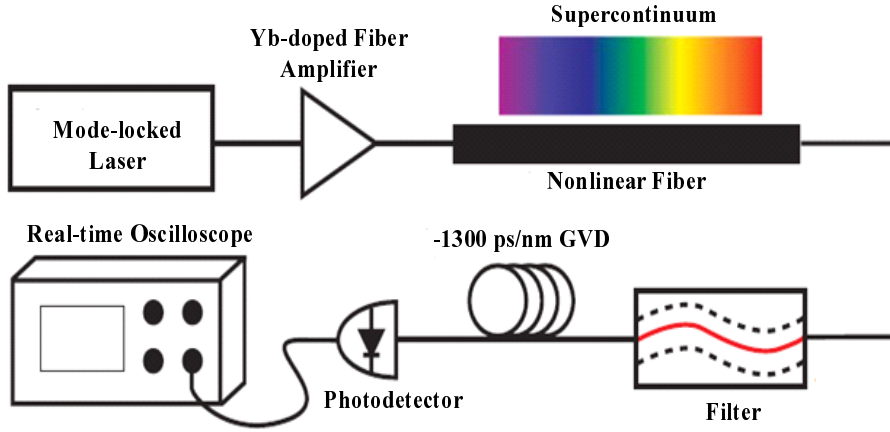 Supercontinuum
Yb-doped Fiber
Amplifier
Mode-locked
Laser
Nonlinear Fiber
Real-time Oscilloscope
-1300 ps/nm GVD
Photodetector
Filter